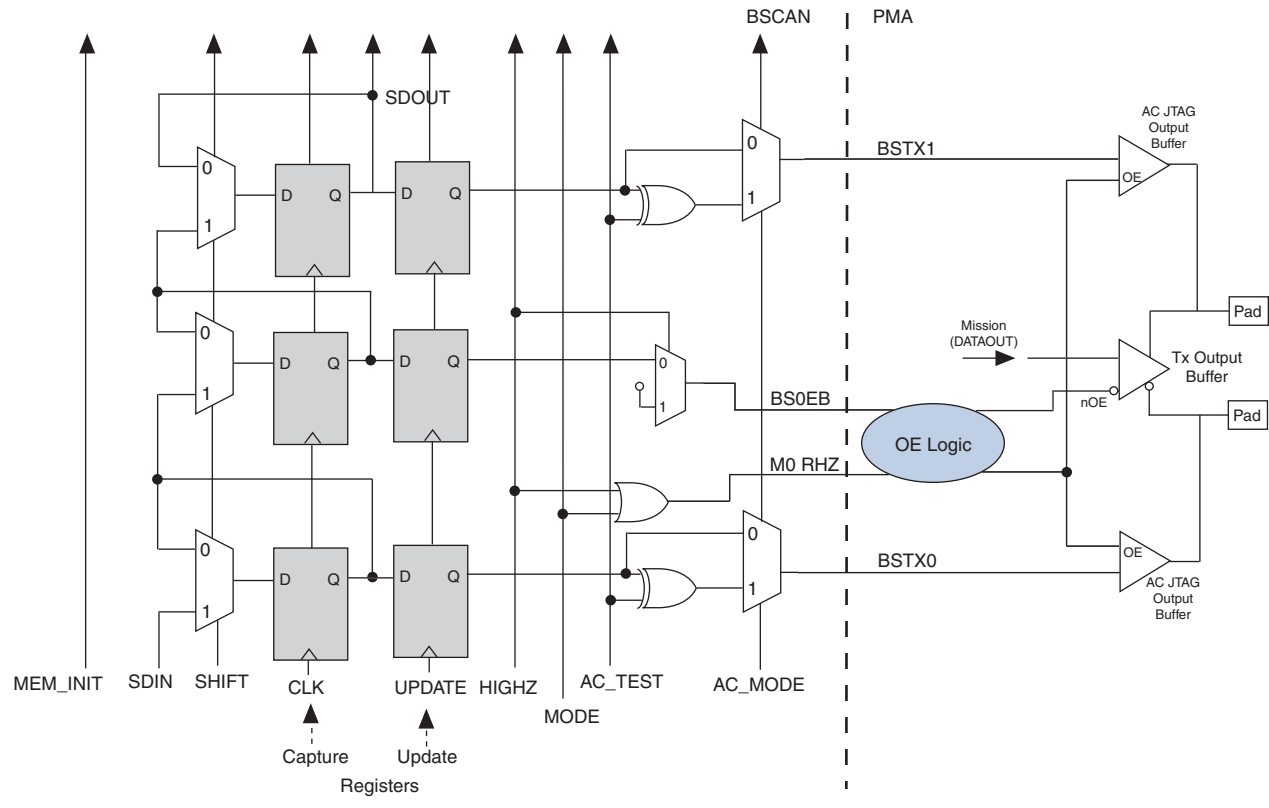 BSCAN
PMA
SDOUT
0
1
D
Q
D
Q
0
1
BSTX1
AC JTAG
Output
Buffer
OE
0
1
D
Q
D
Q
0
1
BS0EB
Mission
(DATAOUT)
nOE
Tx Output
Buffer
Pad
Pad
OE Logic
M0 RHZ
0
1
D
Q
D
Q
0
1
BSTX0
OE
AC JTAG
Output
Buffer
MEM_INIT
SDIN
SHIFT
CLK
UPDATE
HIGHZ
MODE
AC_TEST
AC_MODE
Capture
Update
Registers